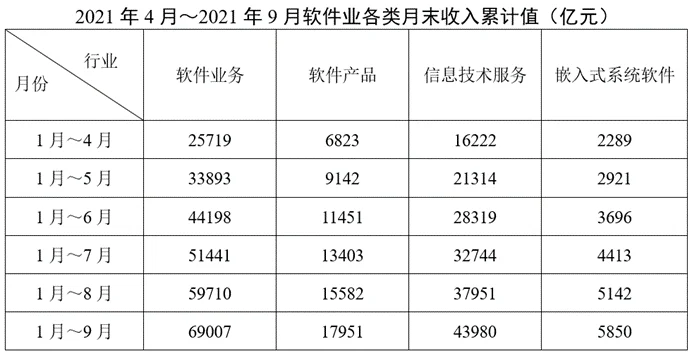 2021 年 4 月～2021 年 9 月软件业各类月末收入累计值（亿元）
行业
月份
软件业务 软件产品 信息技术服务 嵌入式系统软件
1 月～4 月 25719 6823 16222 2289
1 月～5 月 33893 9142 21314 2921
1 月～6 月 44198 11451 28319 3696
1 月～7 月 51441 13403 32744 4413
1 月～8 月 59710 15582 37951 5142
1 月～9 月 69007 17951 43980 5850